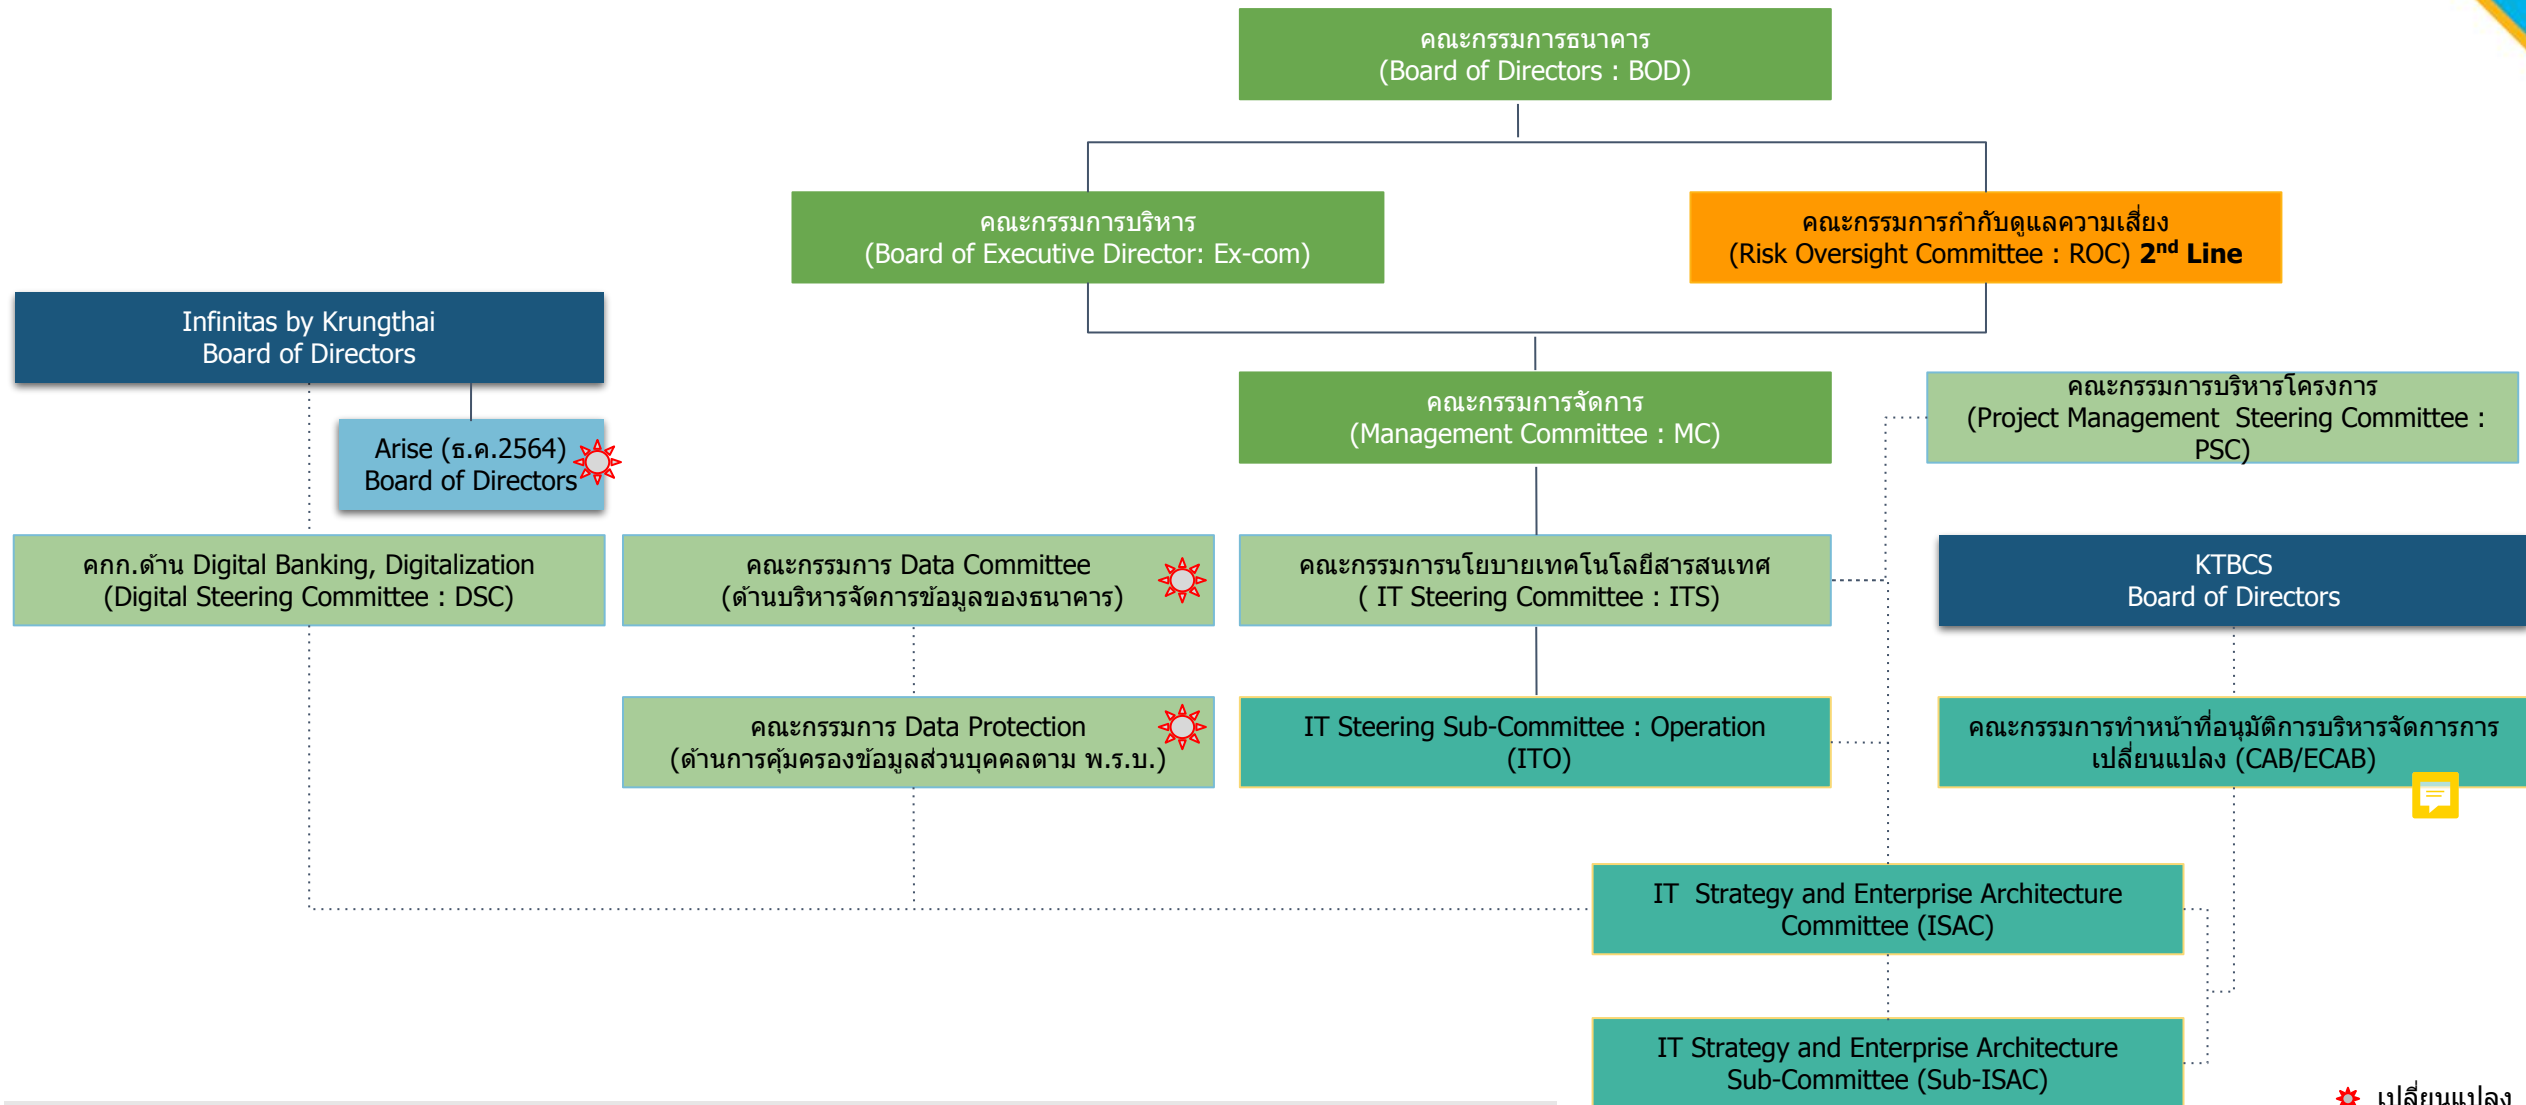 คณะกรรมการธนาคาร
(Board of Directors : BOD)
คณะกรรมการบริหาร
(Board of Executive Director: Ex-com)
คณะกรรมการกำกับดูแลความเสี่ยง
(Risk Oversight Committee : ROC) 2nd Line
Infinitas by Krungthai
Board of Directors
Arise (ธ.ค.2564)
Board of Directors
คณะกรรมการจัดการ
(Management Committee : MC)
คณะกรรมการบริหารโครงการ
(Project Management Steering Committee :
PSC)
คกก.ด้าน Digital Banking, Digitalization
(Digital Steering Committee : DSC)
คณะกรรมการ Data Committee
(ด้านบริหารจัดการข้อมูลของธนาคาร)
คณะกรรมการนโยบายเทคโนโลยีสารสนเทศ
( IT Steering Committee : ITS)
KTBCS
Board of Directors
คณะกรรมการ Data Protection
(ด้านการคุ้มครองข้อมูลส่วนบุคคลตาม พ.ร.บ.)
IT Steering Sub-Committee : Operation
(ITO)
คณะกรรมการทำหน้าที่อนุมัติการบริหารจัดการการ
เปลี่ยนแปลง (CAB/ECAB)
IT Strategy and Enterprise Architecture
Committee (ISAC)
IT Strategy and Enterprise Architecture
Sub-Committee (Sub-ISAC)
เปลี่ยนแปลง